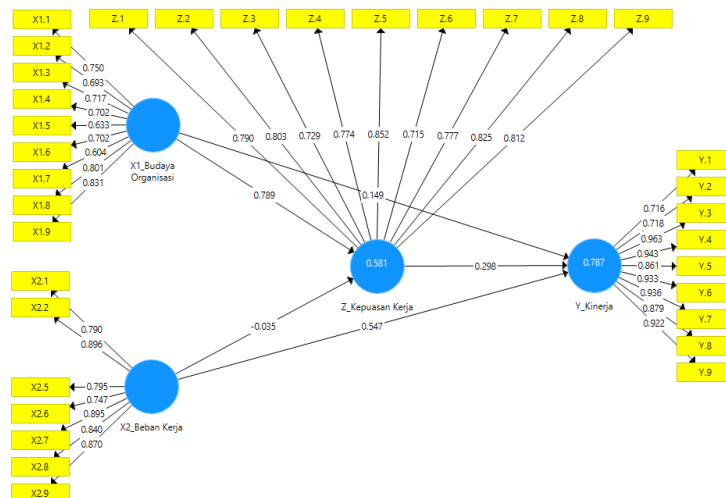 X1.1
X1.2
X1.3
X1.4
X1.5
X1.6
X1.7
X1.8
X1.9
0.750
0.693
0.717
0.702
0.633
0.702
0.604
0.801
0.831
X1_Budaya
Organisasi
Z.1
Z.2
Z.3
Z.4
Z.5
Z.6
Z.7
Z.8
Z.9
0.790
0.803
0.729
0.774
0.852
0.715
0.777
0.825
0.812
0.789
0.149
0.581
Z_Kepuasan Kerja
0.298
-0.035
0.547
0.787
Y_Kinerja
0.716
0.718
0.963
0.943
0.861
0.933
0.936
0.879
0.922
Y.1
Y.2
Y.3
Y.4
Y.5
Y.6
Y.7
Y.8
Y.9
X2.1
X2.2
X2.5
X2.6
X2.7
X2.8
X2.9
0.790
0.896
0.795
0.747
0.895
0.840
0.870
X2_Beban Kerja